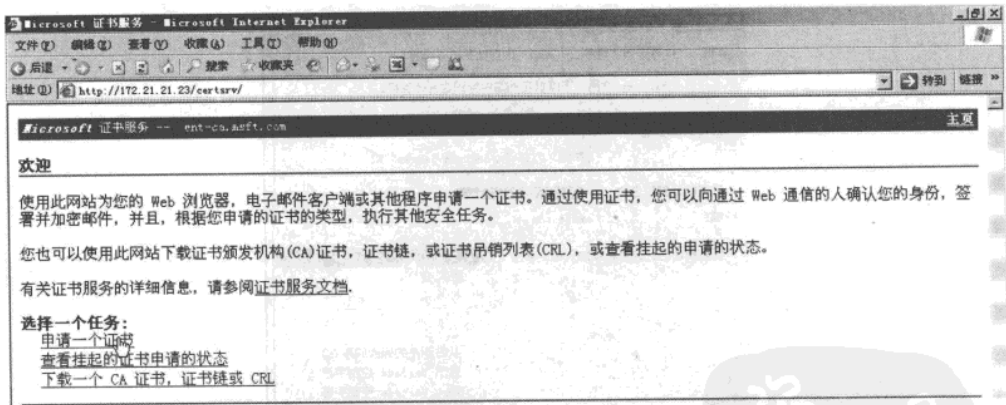 Microsoft 证书服务 - Microsoft Internet Explorer
文件(F) 编辑(E) 查看(V) 收藏(A) 工具(T) 帮助(H)
后退 搜索 收藏夹
地址(D) http://172.21.21.23/certsrv/ 转到 链接 »
Microsoft 证书服务 -- ent-ca.msft.com 主页
欢迎
使用此网站为您的 Web 浏览器，电子邮件客户端或其他程序申请一个证书。通过使用证书，您可以向通过 Web 通信的人确认您的身份，签
署并加密邮件，并且，根据您申请的证书的类型，执行其他安全任务。
您也可以使用此网站下载证书颁发机构(CA)证书，证书链，或证书吊销列表(CRL)，或查看挂起的申请的状态。
有关证书服务的详细信息，请参阅证书服务文档.
选择一个任务:
申请一个证书
查看挂起的证书申请的状态
下载一个 CA 证书，证书链或 CRL